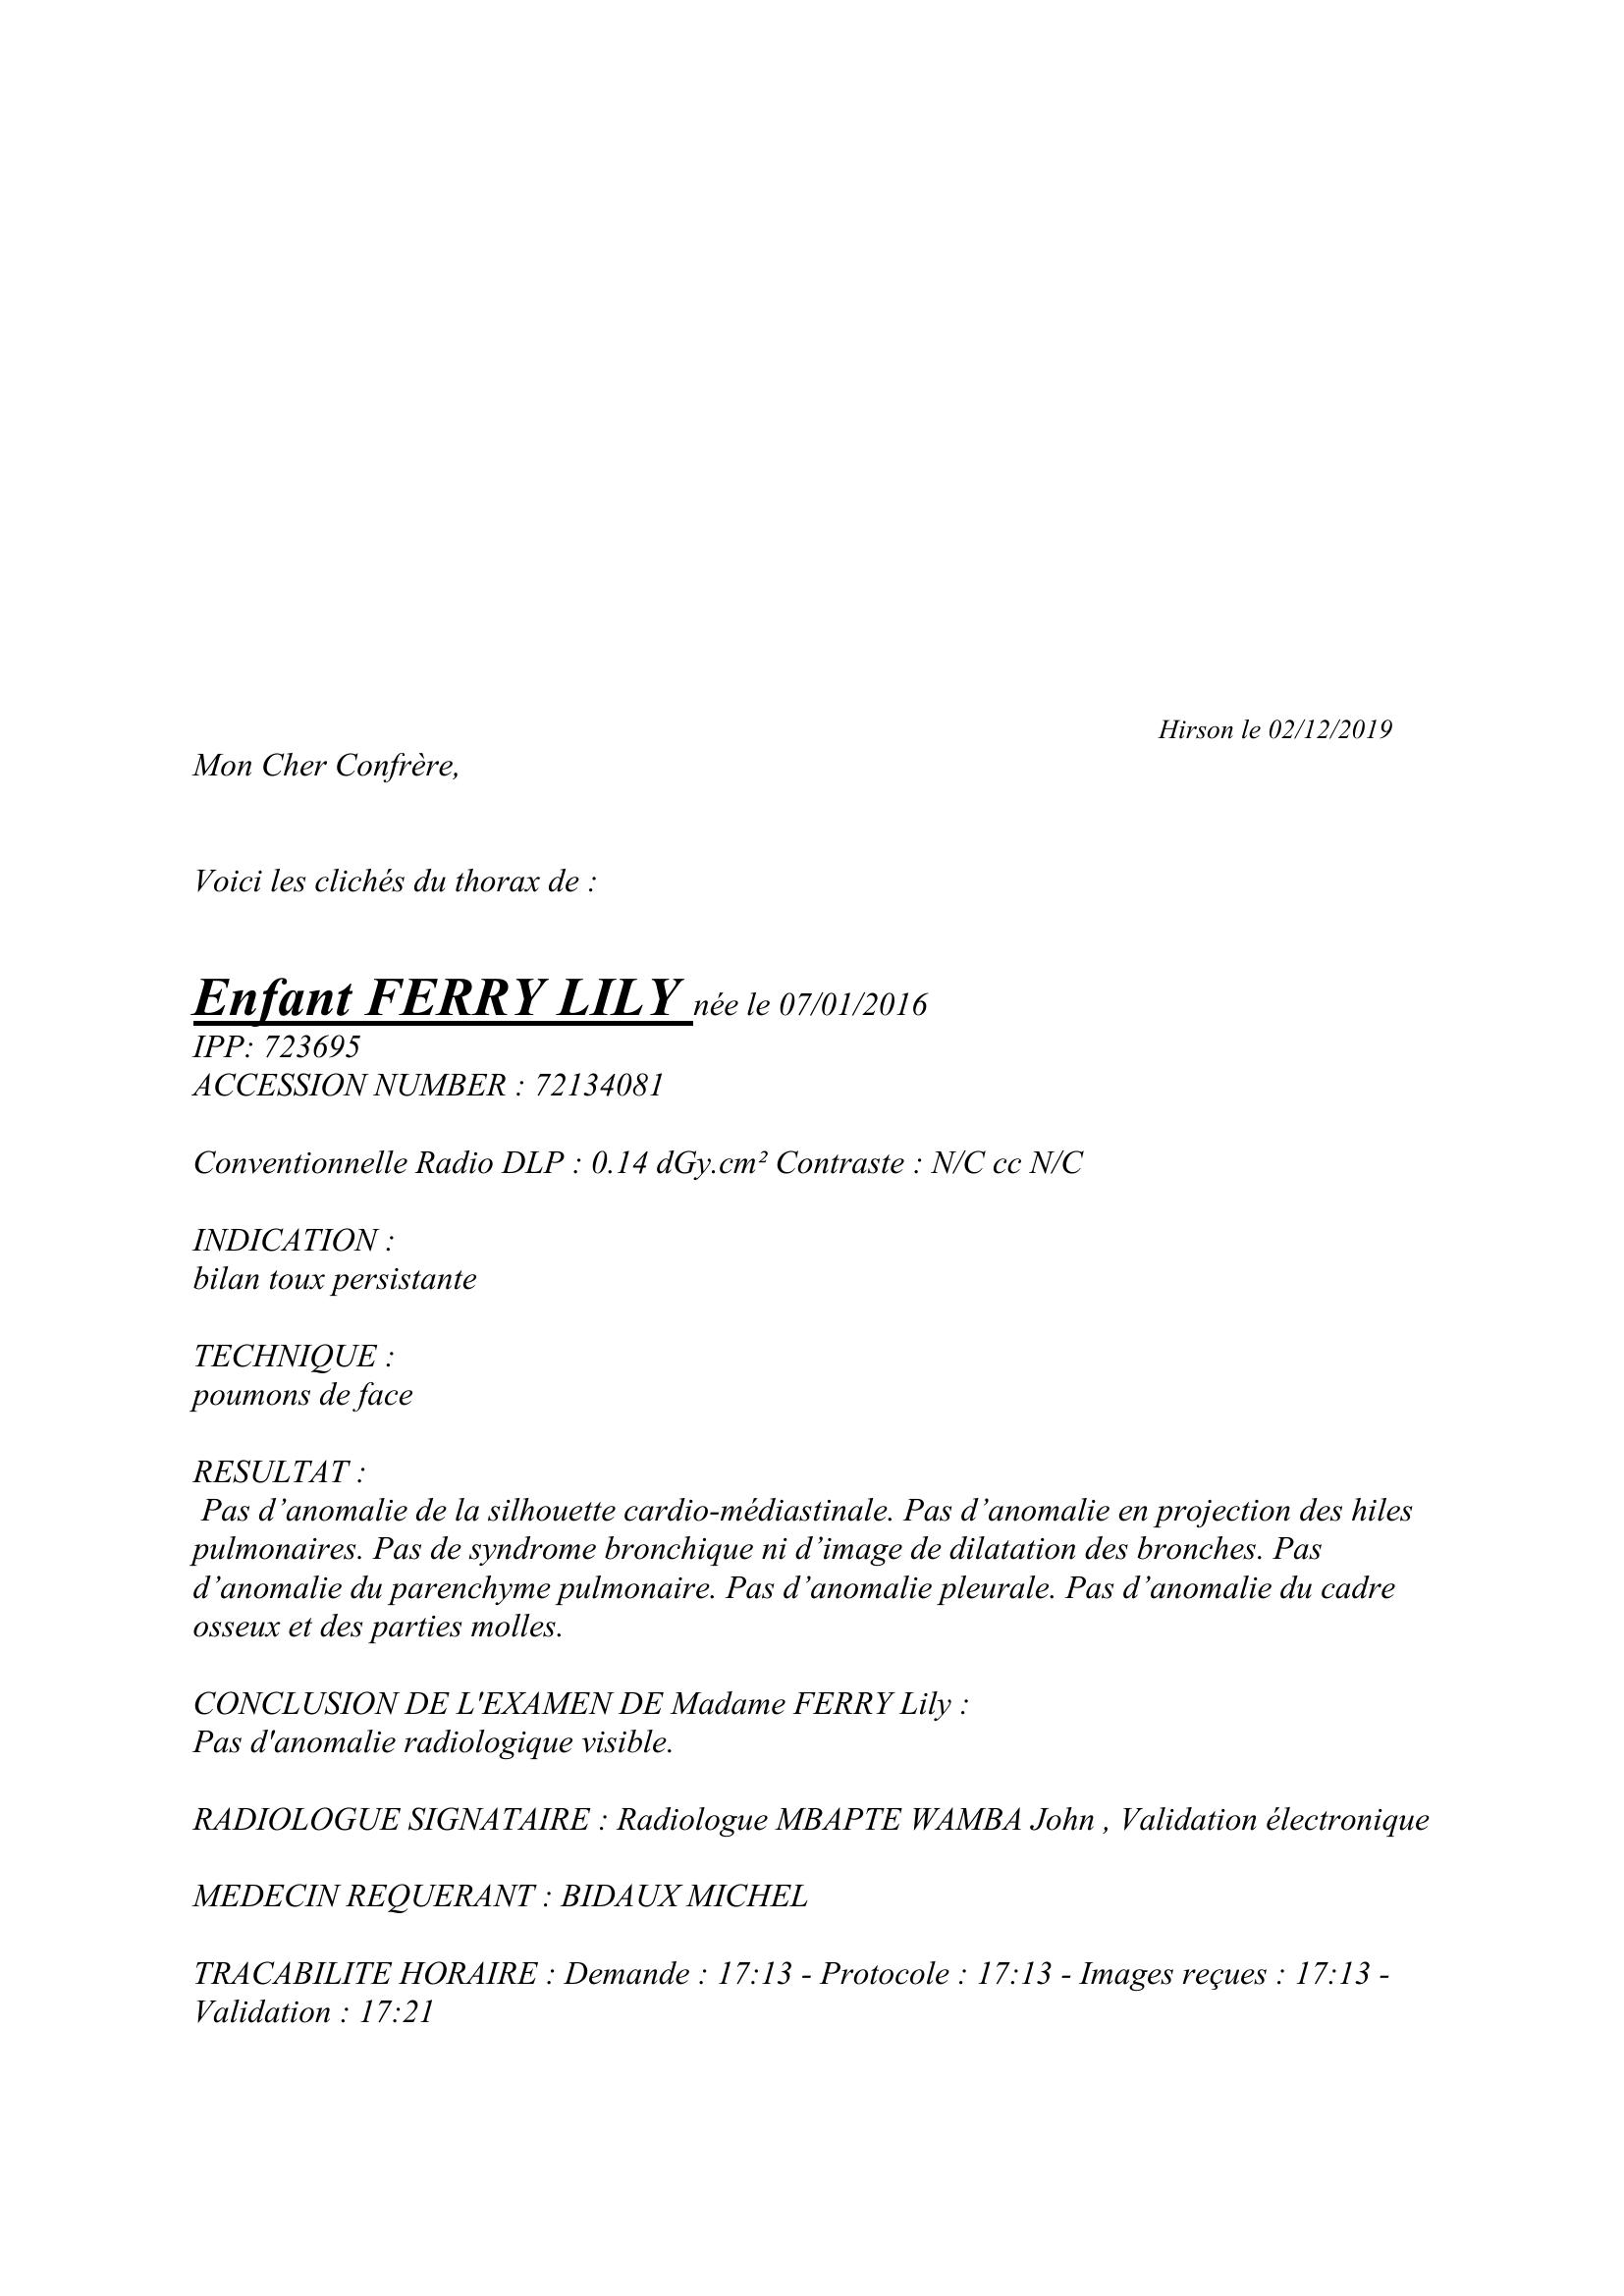 Hirson le 02/12/2019
Mon Cher Confrère,
Voici les clichés du thorax de :
Enfant FERRY LILY née le 07/01/2016
IPP: 723695
ACCESSION NUMBER : 72134081
Conventionnelle Radio DLP : 0.14 dGy.cm² Contraste : N/C cc N/C
INDICATION :
bilan toux persistante
TECHNIQUE :
poumons de face
RESULTAT :
Pas d’anomalie de la silhouette cardio-médiastinale. Pas d’anomalie en projection des hiles
pulmonaires. Pas de syndrome bronchique ni d’image de dilatation des bronches. Pas
d’anomalie du parenchyme pulmonaire. Pas d’anomalie pleurale. Pas d’anomalie du cadre
osseux et des parties molles.
CONCLUSION DE L'EXAMEN DE Madame FERRY Lily :
Pas d'anomalie radiologique visible.
RADIOLOGUE SIGNATAIRE : Radiologue MBAPTE WAMBA John , Validation électronique
MEDECIN REQUERANT : BIDAUX MICHEL
TRACABILITE HORAIRE : Demande : 17:13 - Protocole : 17:13 - Images reçues : 17:13 -
Validation : 17:21